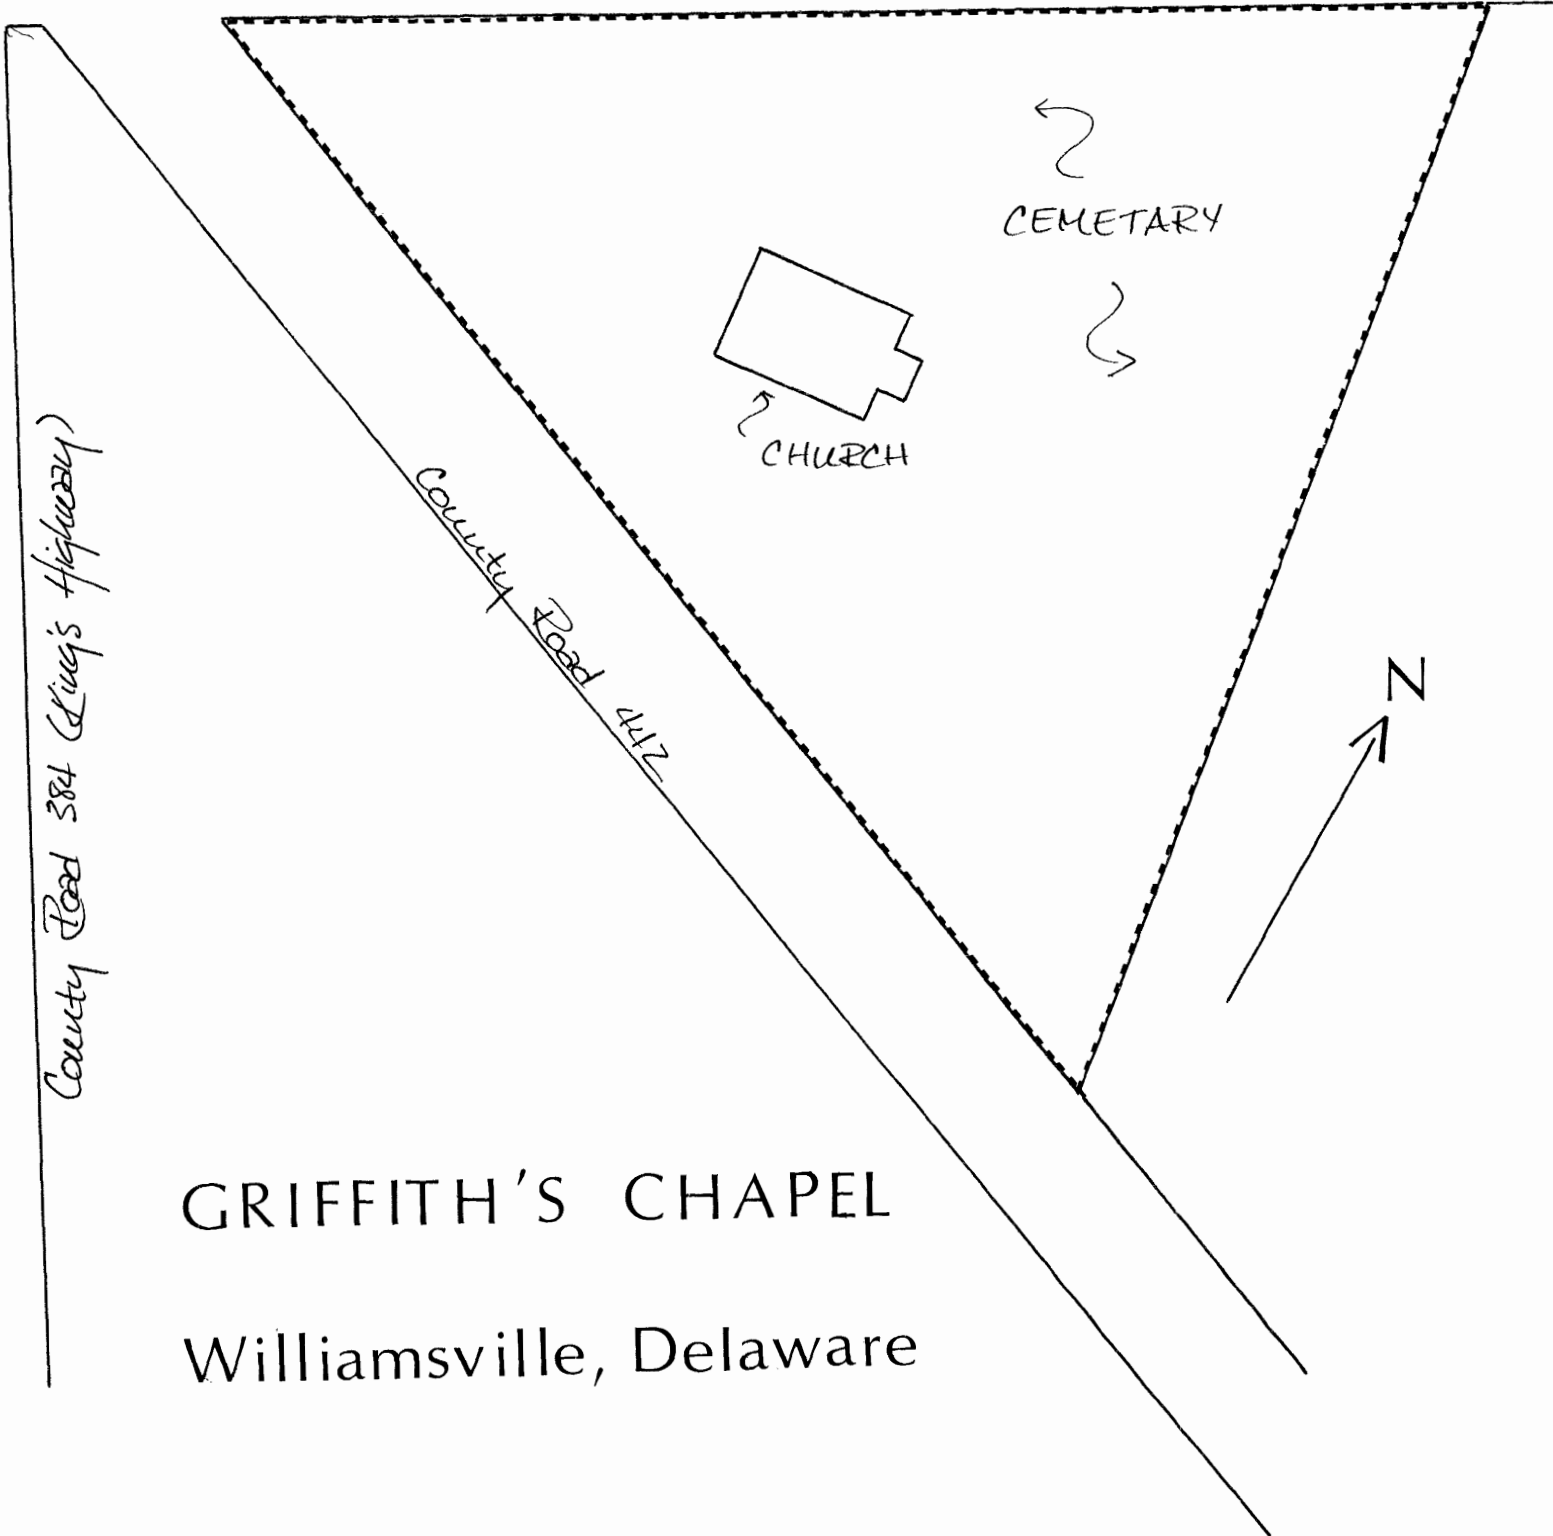 CEMETARY
CHURCH
County Road 384 (King's Highway)
County Road 442
N
GRIFFITH'S CHAPEL
Williamsville, Delaware